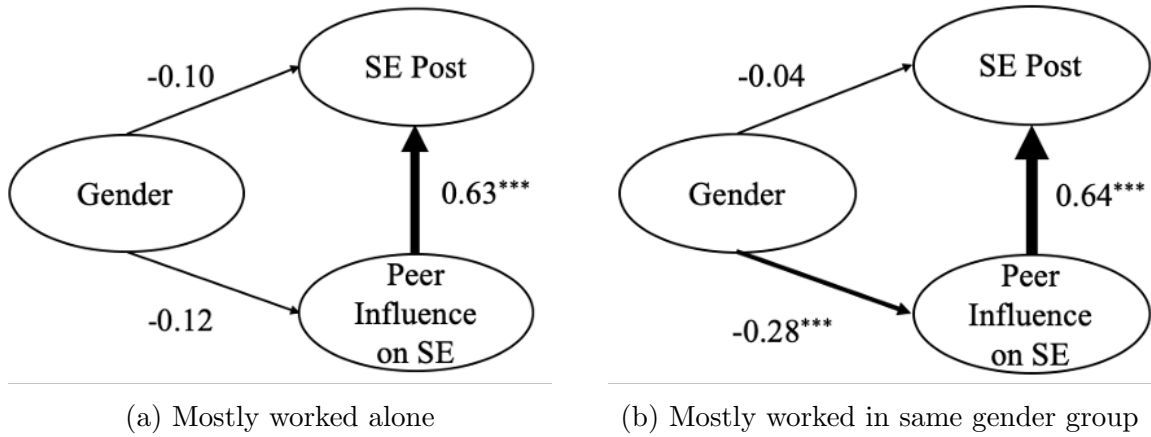 SE Post
-0.10
Gender
0.63***
Peer
Influence
on SE
-0.12
(a) Mostly worked alone
SE Post
-0.04
Gender
0.64***
Peer
Influence
on SE
-0.28***
(b) Mostly worked in same gender group